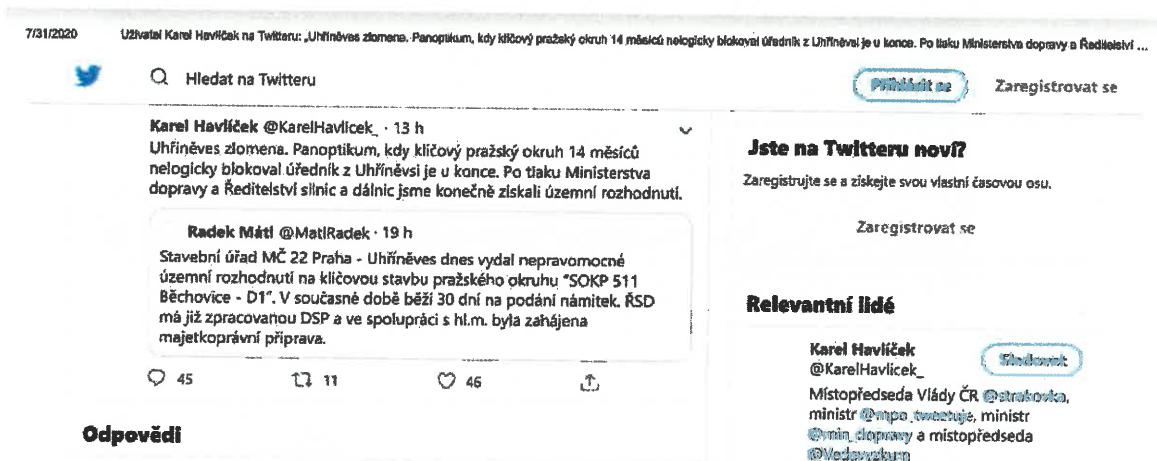 7/31/2020
Uživatel Karel Havlíček na Twitteru: „Uhříněves zlomena. Panoptikum, kdy klíčový pražský okruh 14 měsíců nelogicky blokoval úředník z Uhříněvsi je u konce. Po tlaku Ministerstva dopravy a Ředitelství ...
Hledat na Twitteru
Přihlásit se
Zaregistrovat se
Karel Havlíček @KarelHavlicek_ · 13 h
Uhříněves zlomena. Panoptikum, kdy klíčový pražský okruh 14 měsíců
nelogicky blokoval úředník z Uhříněvsi je u konce. Po tlaku Ministerstva
dopravy a Ředitelství silnic a dálnic jsme konečně získali územní rozhodnutí.
Radek Mátl @MatlRadek · 19 h
Stavební úřad MČ 22 Praha - Uhříněves dnes vydal nepravomocné
územní rozhodnutí na klíčovou stavbu pražského okruhu "SOKP 511
Běchovice - D1". V současné době běží 30 dní na podání námitek. ŘSD
má již zpracovanou DSP a ve spolupráci s hl.m. byla zahájena
majetkoprávní příprava.
45
11
46
Odpovědi
Jste na Twitteru noví?
Zaregistrujte se a získejte svou vlastní časovou osu.
Zaregistrovat se
Relevantní lidé
Karel Havlíček
@KarelHavlicek_
Sledovat
Místopředseda Vlády ČR @strakovka,
ministr @mpo_tweetuje, ministr
@min_dopravy a místopředseda
@Vedavyzkum